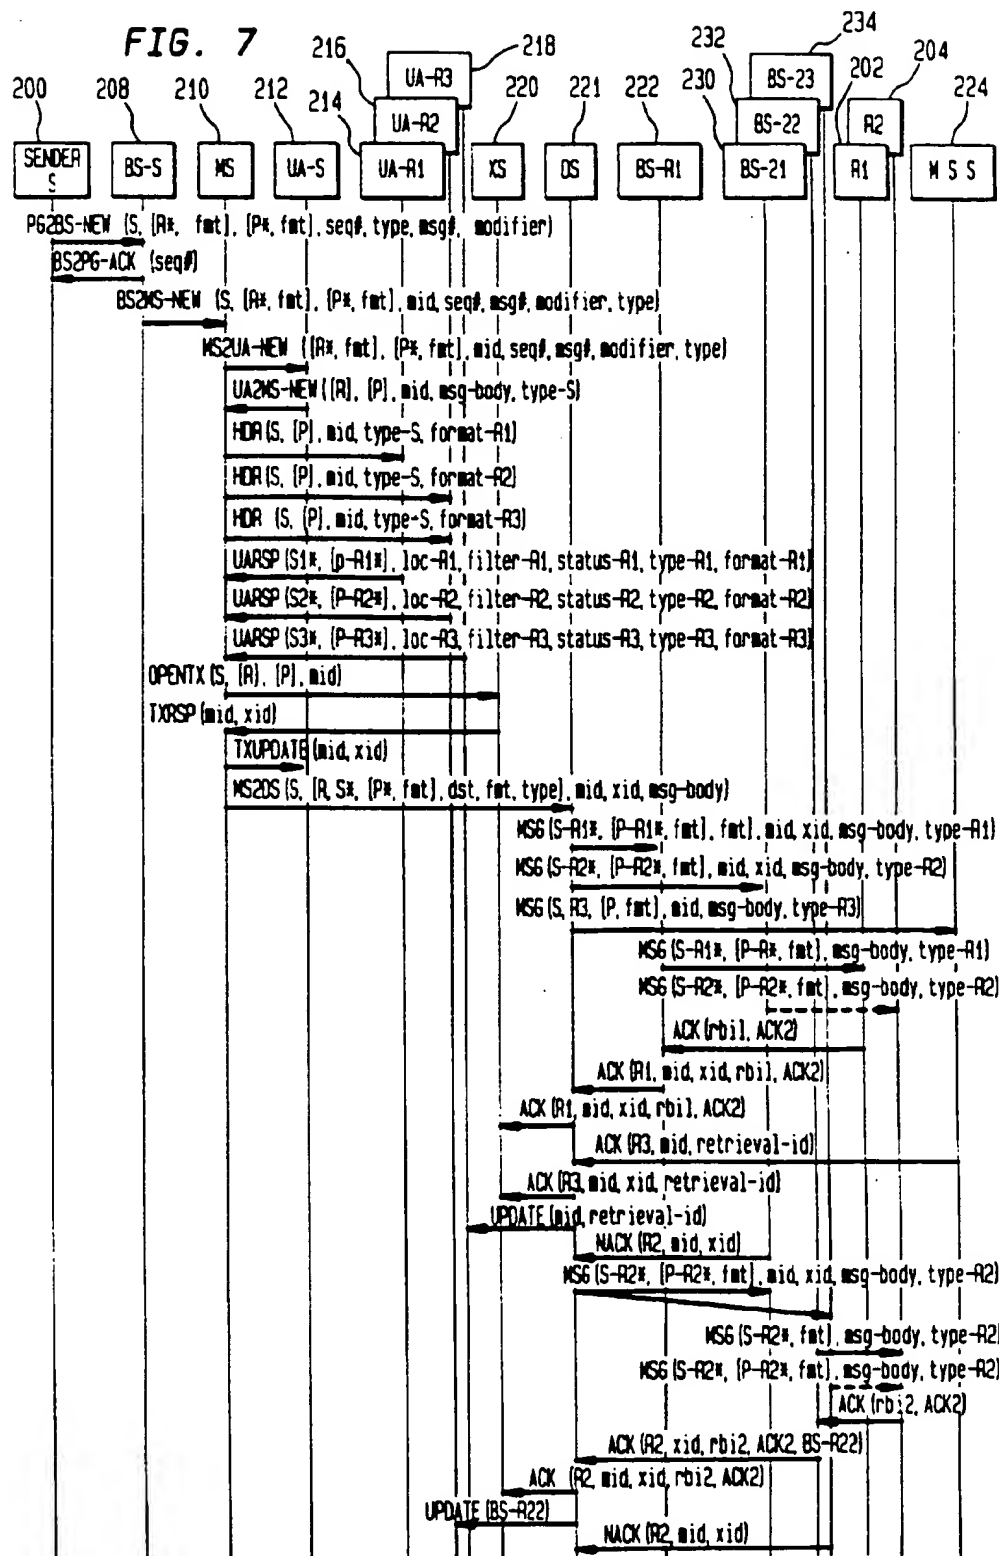 FIG. 7
216
218
232
234
204
200
208
210
212
214
220
221
222
230
202
224
UA-R3
BS-23
UA-R2
BS-22
R2
SENDER S
BS-S
MS
UA-S
UA-R1
XS
DS
BS-R1
BS-21
R1
M S S
PG2BS-NEW (S, [R*, fmt], [P*, fmt], seq#, type, msg#, modifier)
BS2PG-ACK (seq#)
BS2MS-NEW (S, [R*, fmt], [P*, fmt], mid, seq#, msg#, modifier, type)
MS2UA-NEW ([R*, fmt], [P*, fmt], mid, seq#, msg#, modifier, type)
UA2MS-NEW ([R], [P], mid, msg-body, type-S)
HDR (S, [P], mid, type-S, format-R1)
HDR (S, [P], mid, type-S, format-R2)
HDR (S, [P], mid, type-S, format-R3)
UARSP (S1*, [p-R1*], loc-R1, filter-R1, status-R1, type-R1, format-R1)
UARSP (S2*, [P-R2*], loc-R2, filter-R2, status-R2, type-R2, format-R2)
UARSP (S3*, [P-R3*], loc-R3, filter-R3, status-R3, type-R3, format-R3)
OPENTX (S, [R], [P], mid)
TXRSP (mid, xid)
TXUPDATE (mid, xid)
MS2DS (S, [R, S*, [P*, fmt], dst, fmt, type], mid, xid, msg-body)
MSG (S-R1*, [P-R1*, fmt], fmt], mid, xid, msg-body, type-R1)
MSG (S-R2*, [P-R2*, fmt], mid, xid, msg-body, type-R2)
MSG (S, R3, [P, fmt], mid, msg-body, type-R3)
MSG (S-R1*, [P-R*, fmt], msg-body, type-R1)
MSG (S-R2*, [P-R2*, fmt], msg-body, type-R2)
ACK (rbi1, ACK2)
ACK (R1, mid, xid, rbi1, ACK2)
ACK (R1, mid, xid, rbi1, ACK2)
ACK (R3, mid, retrieval-id)
ACK (R3, mid, xid, retrieval-id)
UPDATE (mid, retrieval-id)
NACK (R2, mid, xid)
MSG (S-R2*, [P-R2*, fmt], mid, xid, msg-body, type-R2)
MSG (S-R2*, fmt], msg-body, type-R2)
MSG (S-R2*, [P-R2*, fmt], msg-body, type-R2)
ACK (rbi2, ACK2)
ACK (R2, xid, rbi2, ACK2, BS-R22)
ACK (R2, mid, xid, rbi2, ACK2)
UPDATE (BS-R22)
NACK (R2, mid, xid)